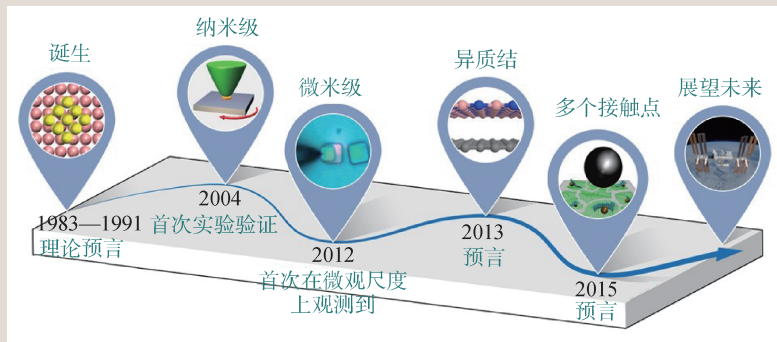 诞生
1983—1991
理论预言
纳米级
2004
首次实验验证
微米级
2012
首次在微观尺度
上观测到
异质结
2013
预言
多个接触点
2015
预言
展望未来